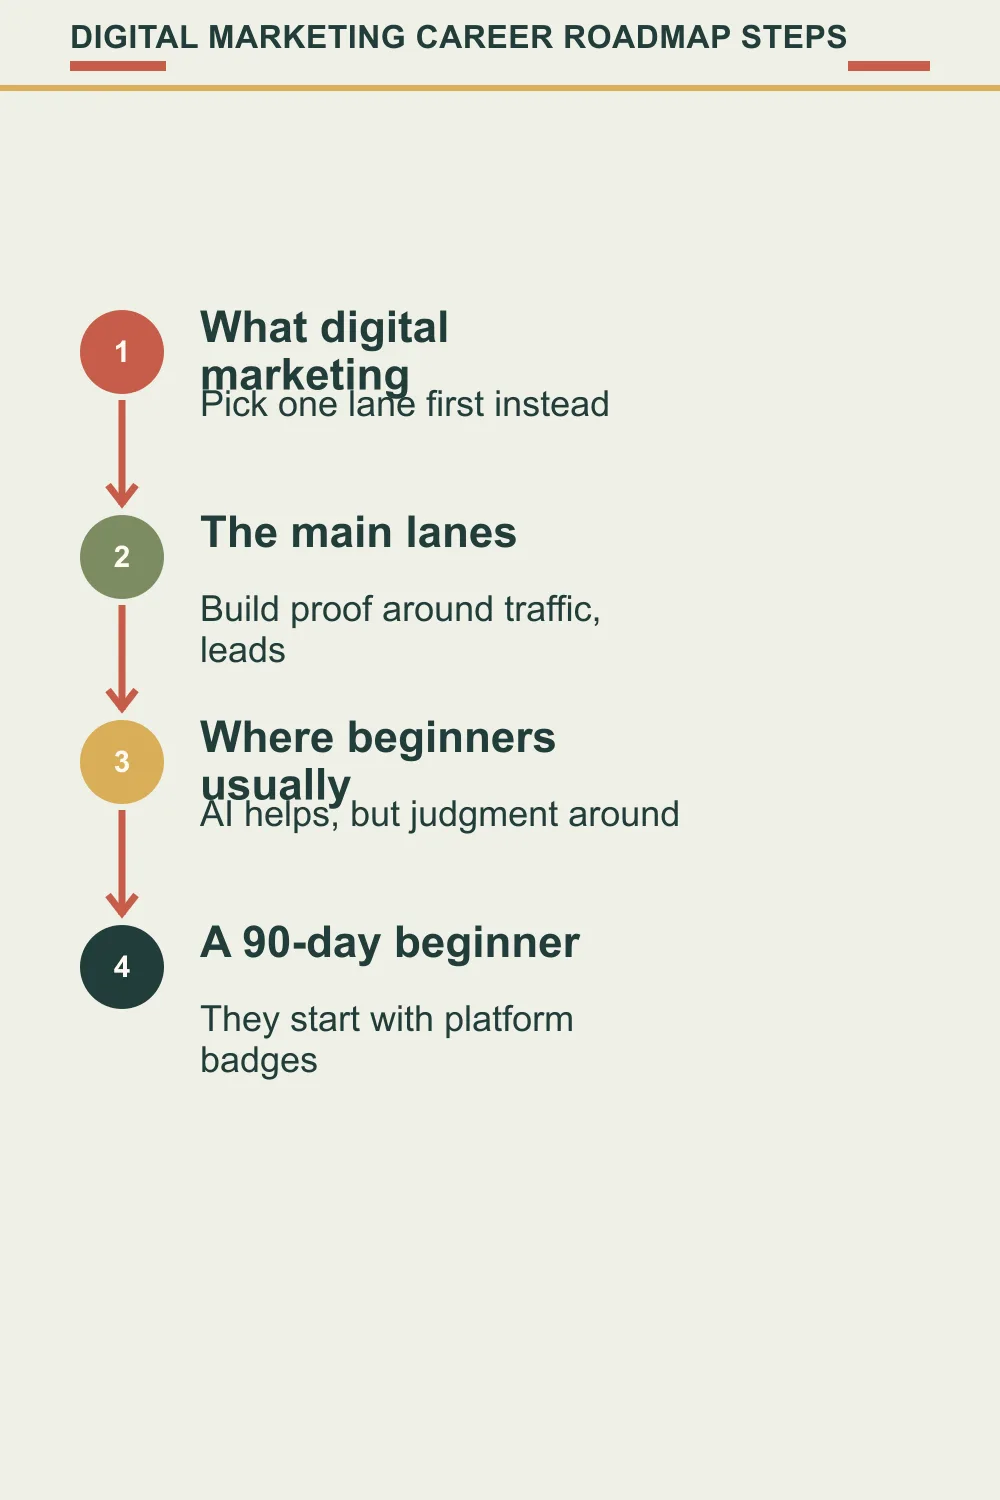 DIGITAL MARKETING CAREER ROADMAP STEPS
1
What digital
marketing
Pick one lane first instead
2
The main lanes
Build proof around traffic,
leads
3
Where beginners
usually
AI helps, but judgment around
4
A 90-day beginner
They start with platform
badges